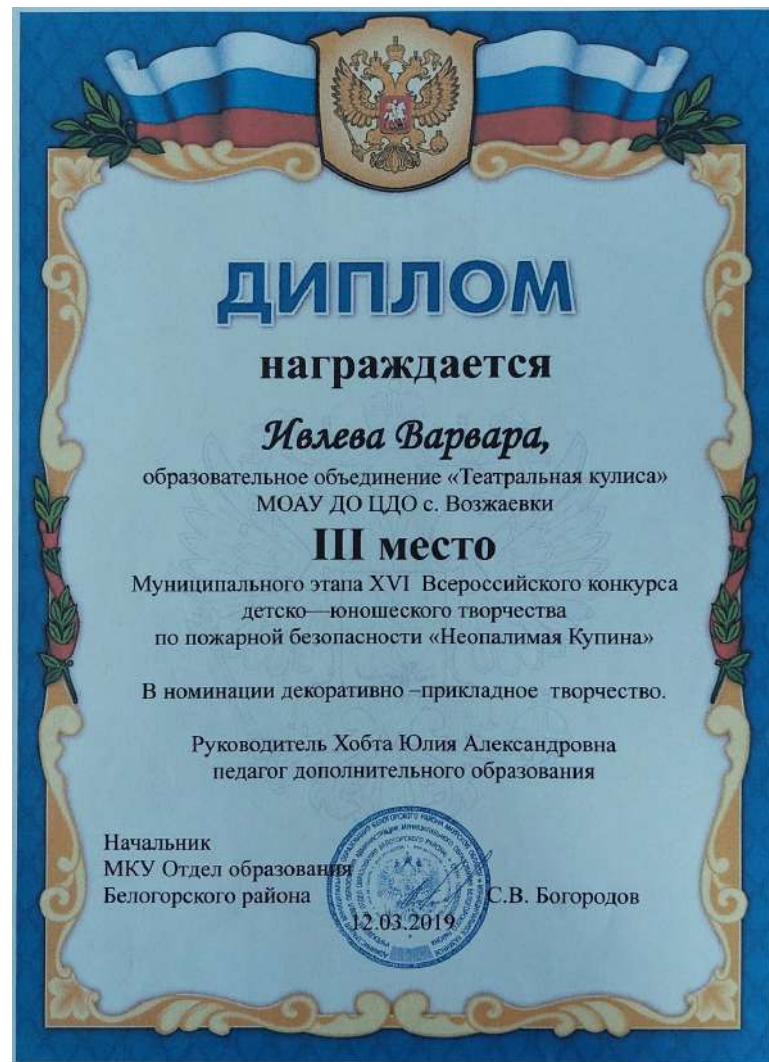 ДИПЛОМ
награждается
Ивлева Варвара,
образовательное объединение «Театральная кулиса»
МОАУ ДО ЦДО с. Возжаевки
III место
Муниципального этапа XVI Всероссийского конкурса
детско—юношеского творчества
по пожарной безопасности «Неопалимая Купина»
В номинации декоративно –прикладное творчество.
Руководитель Хобта Юлия Александровна
педагог дополнительного образования
Начальник
МКУ Отдел образования
Белогорского района
С.В. Богородов
12.03.2019